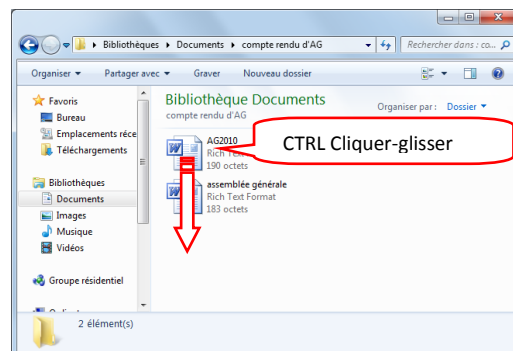 Bibliothèques Documents compte rendu d'AG Rechercher dans : co...
Organiser Partager avec Graver Nouveau dossier
Favoris
Bureau
Emplacements réce
Téléchargements
Bibliothèques
Documents
Images
Musique
Vidéos
Groupe résidentiel
Bibliothèque Documents
compte rendu d'AG
Organiser par : Dossier
AG2010
Rich Text
190 octets
CTRL Cliquer-glisser
assemblée générale
Rich Text Format
183 octets
2 élément(s)